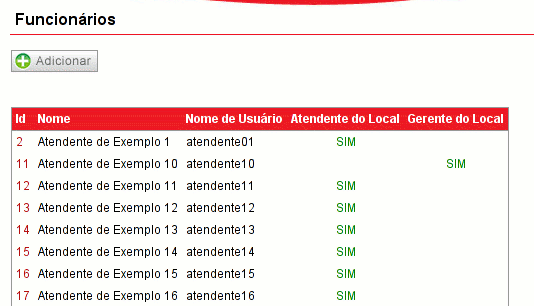 Funcionários
Adicionar
Id Nome Nome de Usuário Atendente do Local Gerente do Local
2 Atendente de Exemplo 1 atendente01 SIM
11 Atendente de Exemplo 10 atendente10 SIM
12 Atendente de Exemplo 11 atendente11 SIM
13 Atendente de Exemplo 12 atendente12 SIM
14 Atendente de Exemplo 13 atendente13 SIM
15 Atendente de Exemplo 14 atendente14 SIM
16 Atendente de Exemplo 15 atendente15 SIM
17 Atendente de Exemplo 16 atendente16 SIM